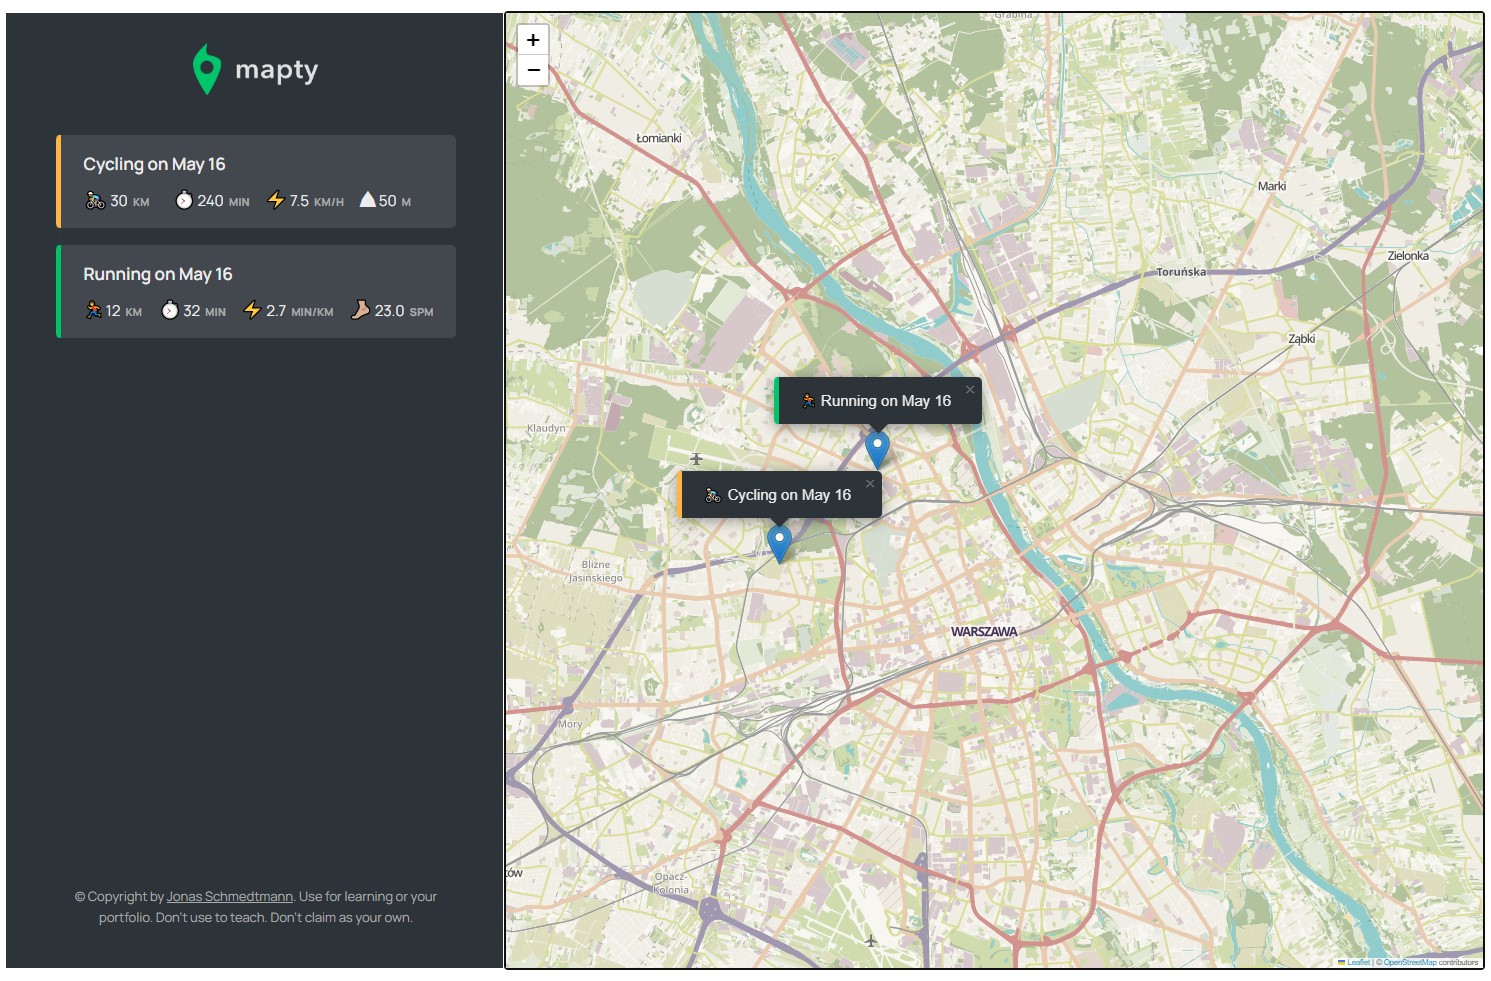 mapty
Cycling on May 16
30 KM 240 MIN 7.5 KM/H 50 M
Running on May 16
12 KM 32 MIN 2.7 MIN/KM 23.0 SPM
© Copyright by Jonas Schmedtmann. Use for learning or your
portfolio. Don't use to teach. Don't claim as your own.
+
−
Grabina
Łomianki
Marki
Zielonka
Toruńska
Ząbki
Running on May 16 ×
Klaudyn
Cycling on May 16 ×
Blizne
Jasińskiego
WARSZAWA
Mory
Opacz-
Kolonia
ów
Leaflet | © OpenStreetMap contributors